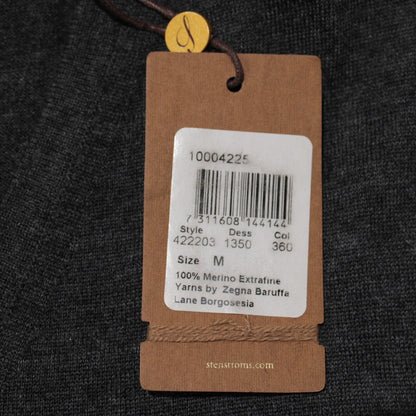 10004225
7 311608 144144
Style Dess Col
422203 1350 360
Size M
100% Merino Extrafine
Yarns by Zegna Baruffa
Lane Borgosesia
stenstroms.com